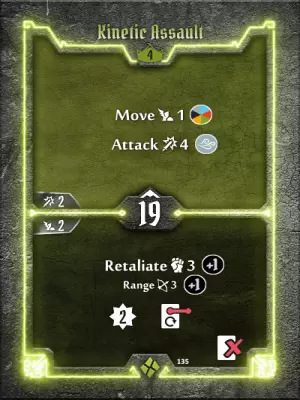 Kinetic Assault
4
Move 1
Attack 4
2
19
2
Retaliate 3 +1
Range 3 +1
2
135